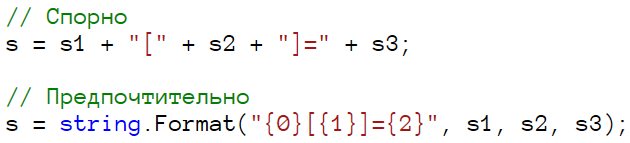 // Спорно
s = s1 + "[" + s2 + "]=" + s3;
// Предпочтительно
s = string.Format("{0}[{1}]={2}", s1, s2, s3);